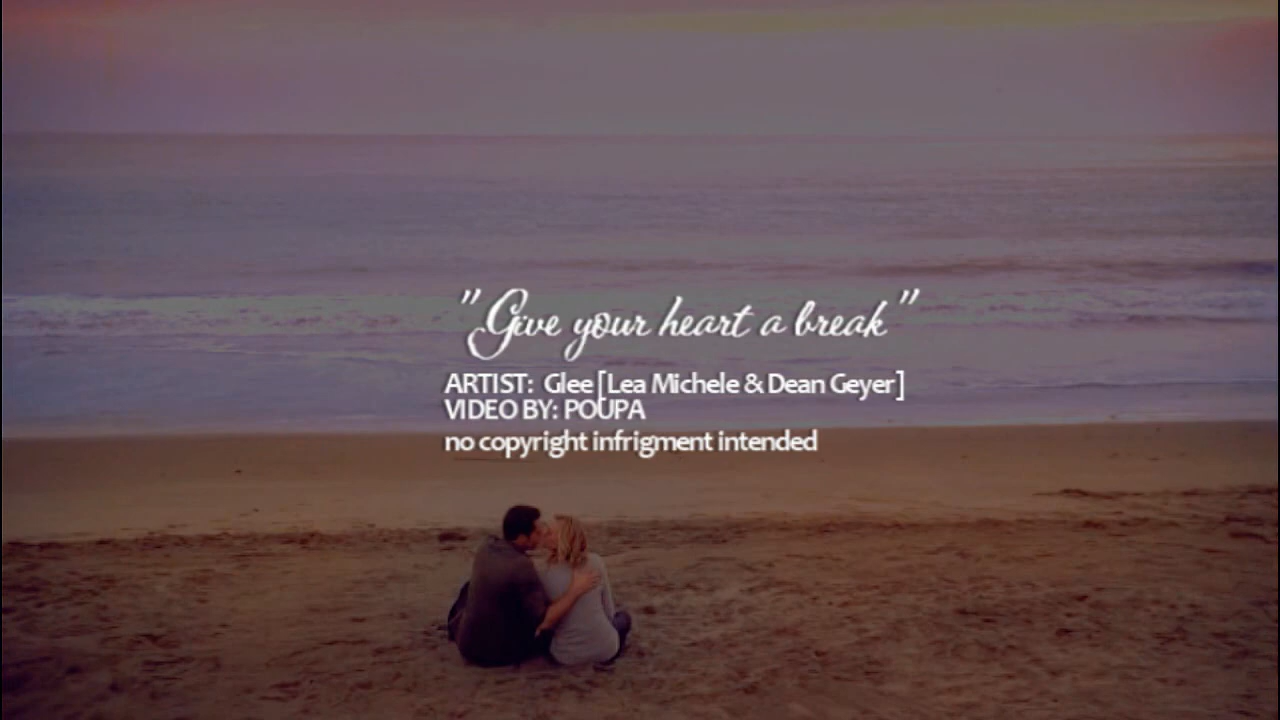 "Give your heart a break"
ARTIST: Glee [Lea Michele & Dean Geyer]
VIDEO BY: POUPA
no copyright infrigment intended